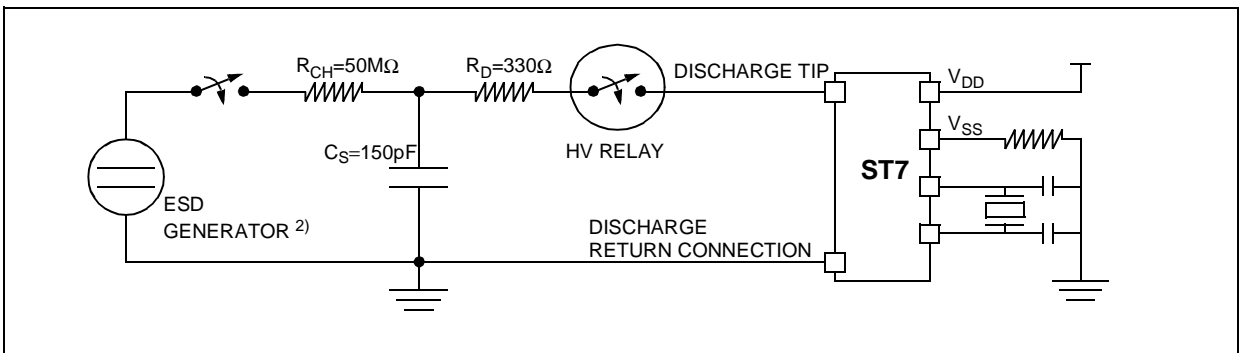 R_CH=50MΩ
R_D=330Ω
DISCHARGE TIP
V_DD
V_SS
C_S=150pF
HV RELAY
ST7
ESD
GENERATOR 2)
DISCHARGE
RETURN CONNECTION